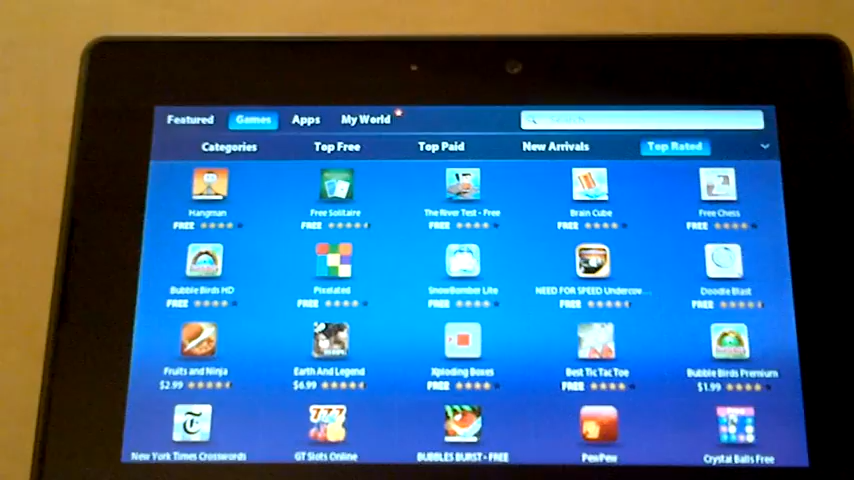 Featured Games Apps My World Search
Categories Top Free Top Paid New Arrivals Top Rated
Hangman Free Solitaire The River Test - Free Brain Cube Free Chess
FREE FREE FREE FREE FREE
Bubble Birds HD Pixelated SnowBomber Lite NEED FOR SPEED Undercov... Doodle Blast
FREE FREE FREE FREE FREE
Fruits and Ninja Earth And Legend Xploding Boxes Best Tic Tac Toe Bubble Birds Premium
$2.99 $6.99 FREE FREE $1.99
T 777
New York Times Crosswords GT Slots Online BUBBLES BURST - FREE PewPew Crystal Balls Free